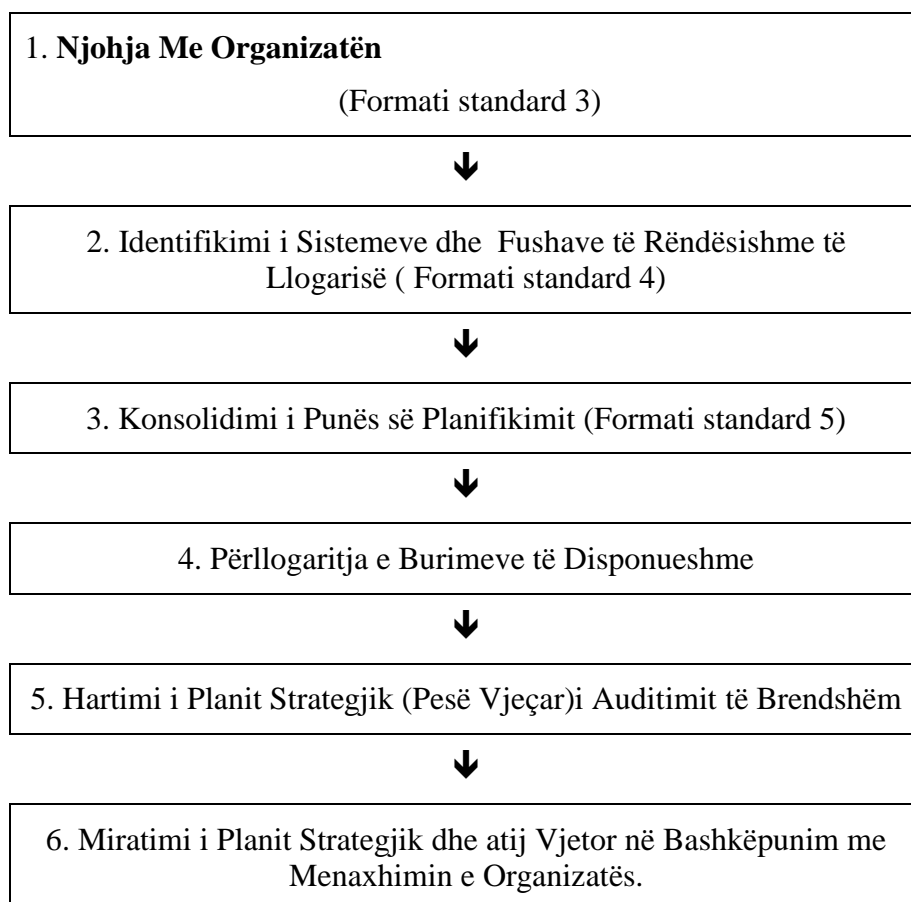 1. Njohja Me Organizatën
(Formati standard 3)
2. Identifikimi i Sistemeve dhe Fushave të Rëndësishme të
Llogarisë ( Formati standard 4)
3. Konsolidimi i Punës së Planifikimit (Formati standard 5)
4. Përllogaritja e Burimeve të Disponueshme
5. Hartimi i Planit Strategjik (Pesë Vjeçar)i Auditimit të Brendshëm
6. Miratimi i Planit Strategjik dhe atij Vjetor në Bashkëpunim me
Menaxhimin e Organizatës.